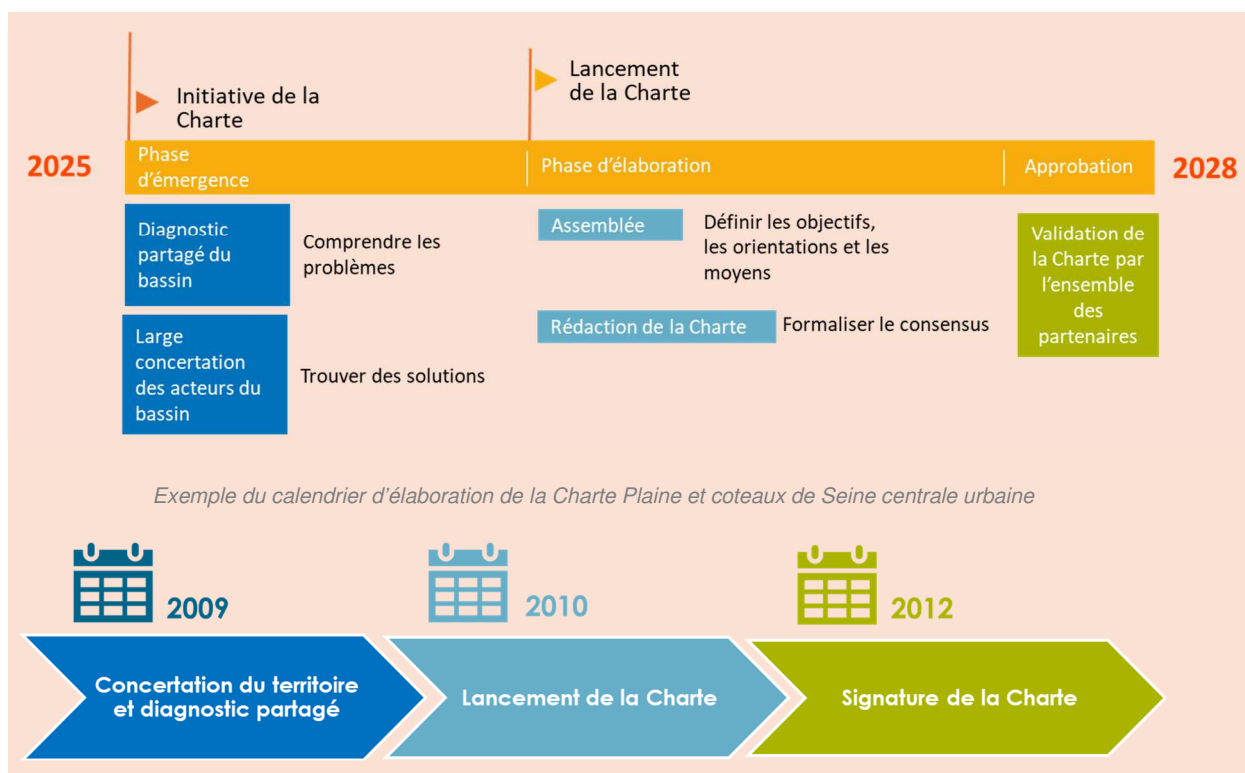 Initiative de la
Charte
Lancement
de la Charte
2025
Phase
d'émergence
Phase d'élaboration
Approbation
2028
Diagnostic
partagé du
bassin
Comprendre les
problèmes
Assemblée
Définir les objectifs,
les orientations et les
moyens
Validation de
la Charte par
l'ensemble
des
partenaires
Rédaction de la Charte
Formaliser le consensus
Large
concertation
des acteurs du
bassin
Trouver des solutions
Exemple du calendrier d'élaboration de la Charte Plaine et coteaux de Seine centrale urbaine
2009
2010
2012
Concertation du territoire
et diagnostic partagé
Lancement de la Charte
Signature de la Charte